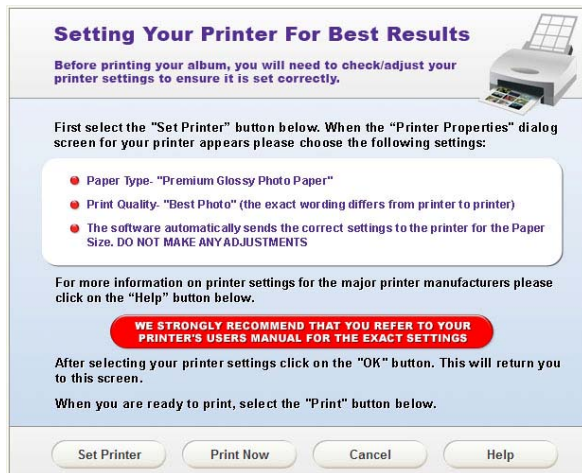 Setting Your Printer For Best Results
Before printing your album, you will need to check/adjust your
printer settings to ensure it is set correctly.
First select the "Set Printer” button below. When the “Printer Properties" dialog
screen for your printer appears please choose the following settings:
Paper Type- "Premium Glossy Photo Paper"
Print Quality- "Best Photo" (the exact wording differs from printer to printer)
The software automatically sends the correct settings to the printer for the Paper
Size. DO NOT MAKE ANY ADJUSTMENTS
For more information on printer settings for the major printer manufacturers please
click on the “Help” button below.
WE STRONGLY RECOMMEND THAT YOU REFER TO YOUR
PRINTER'S USERS MANUAL FOR THE EXACT SETTINGS
After selecting your printer settings click on the "OK" button. This will return you
to this screen.
When you are ready to print, select the "Print" button below.
Set Printer
Print Now
Cancel
Help